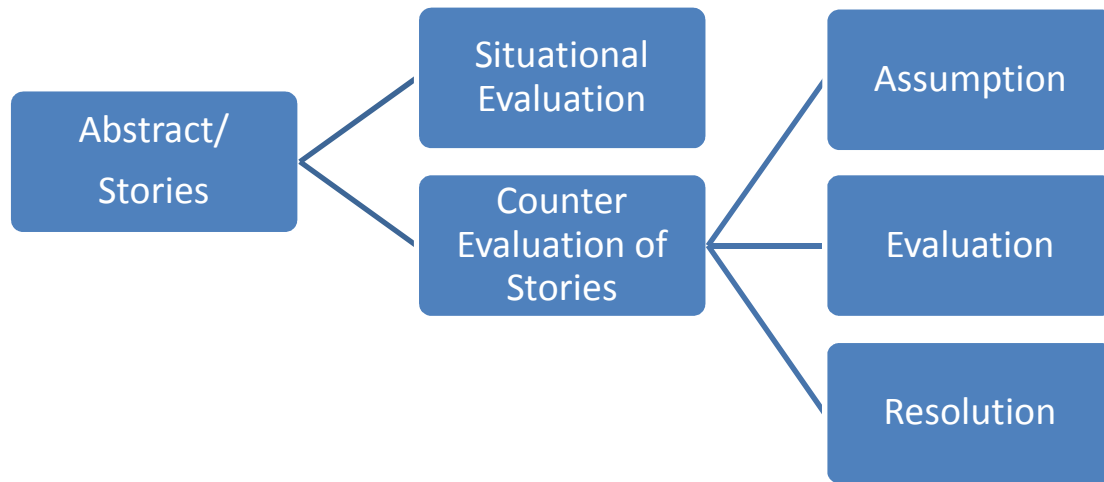 Abstract/
Stories
Situational
Evaluation
Counter
Evaluation of
Stories
Assumption
Evaluation
Resolution